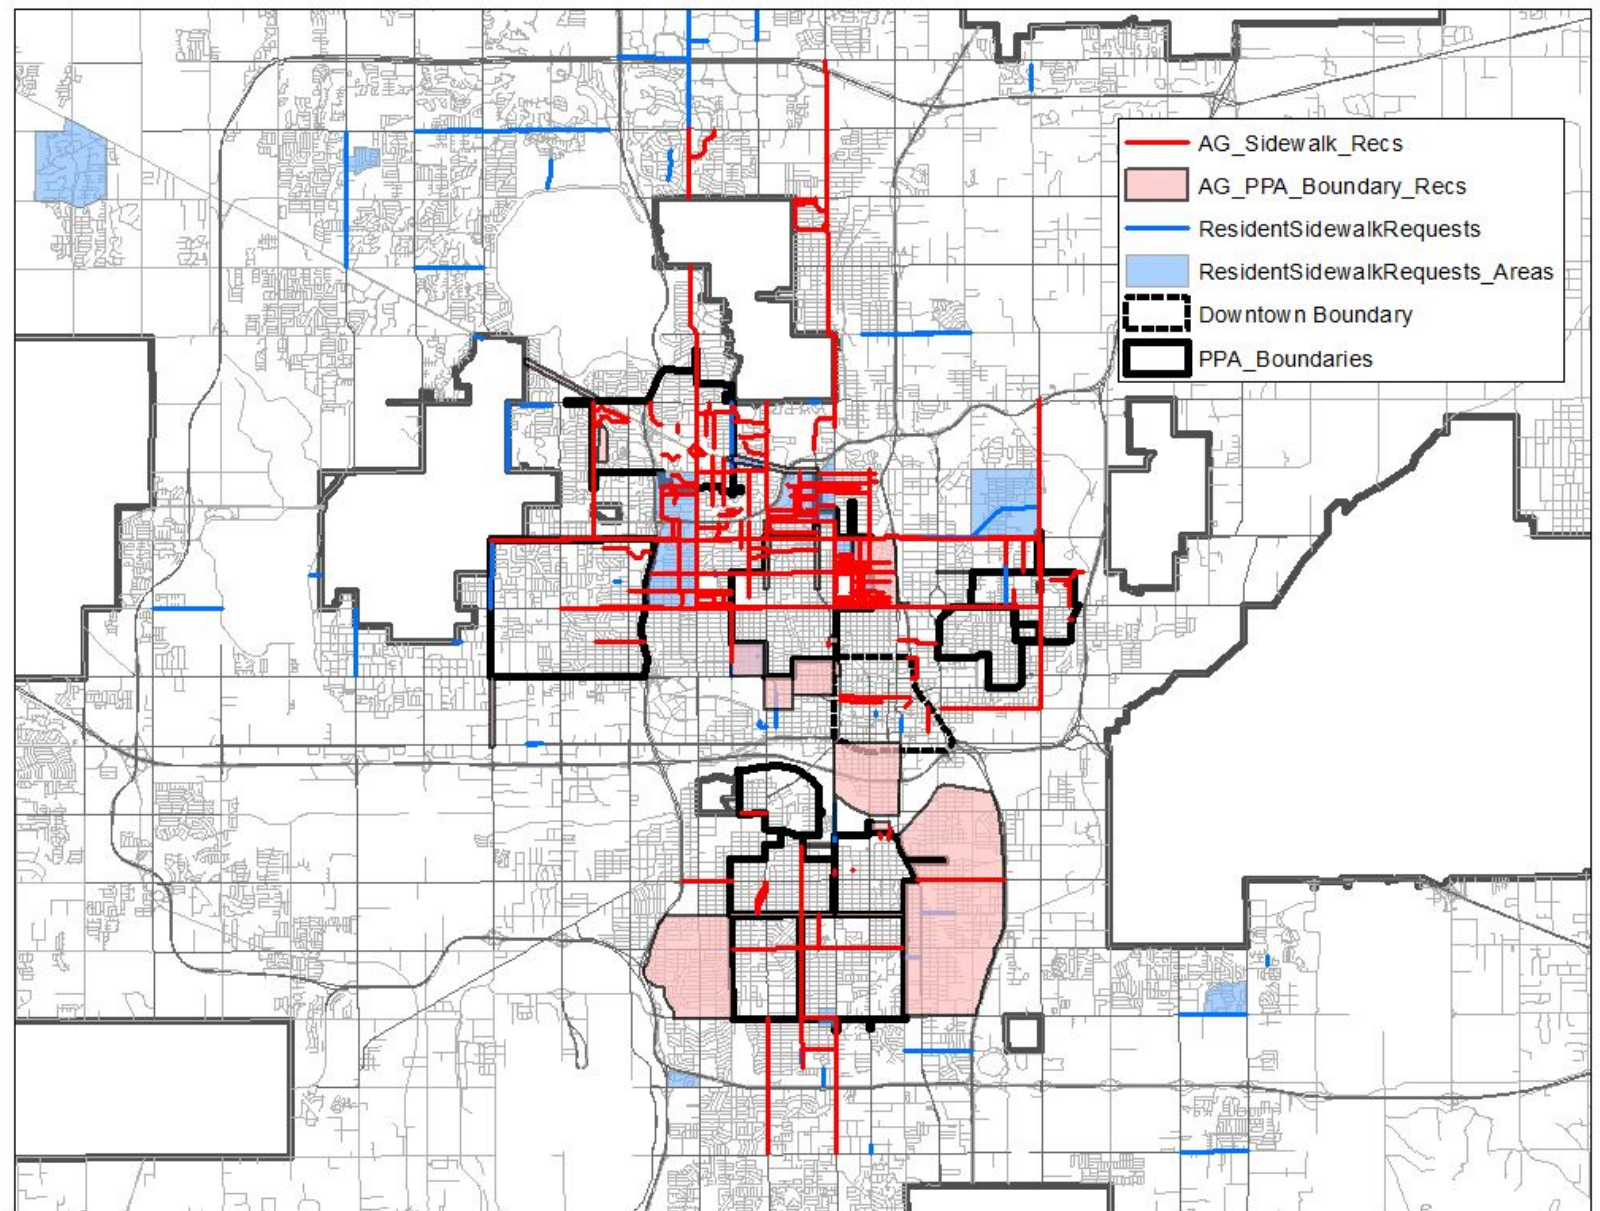 AG_Sidewalk_Recs
AG_PPA_Boundary_Recs
ResidentSidewalkRequests
ResidentSidewalkRequests_Areas
Downtown Boundary
PPA_Boundaries